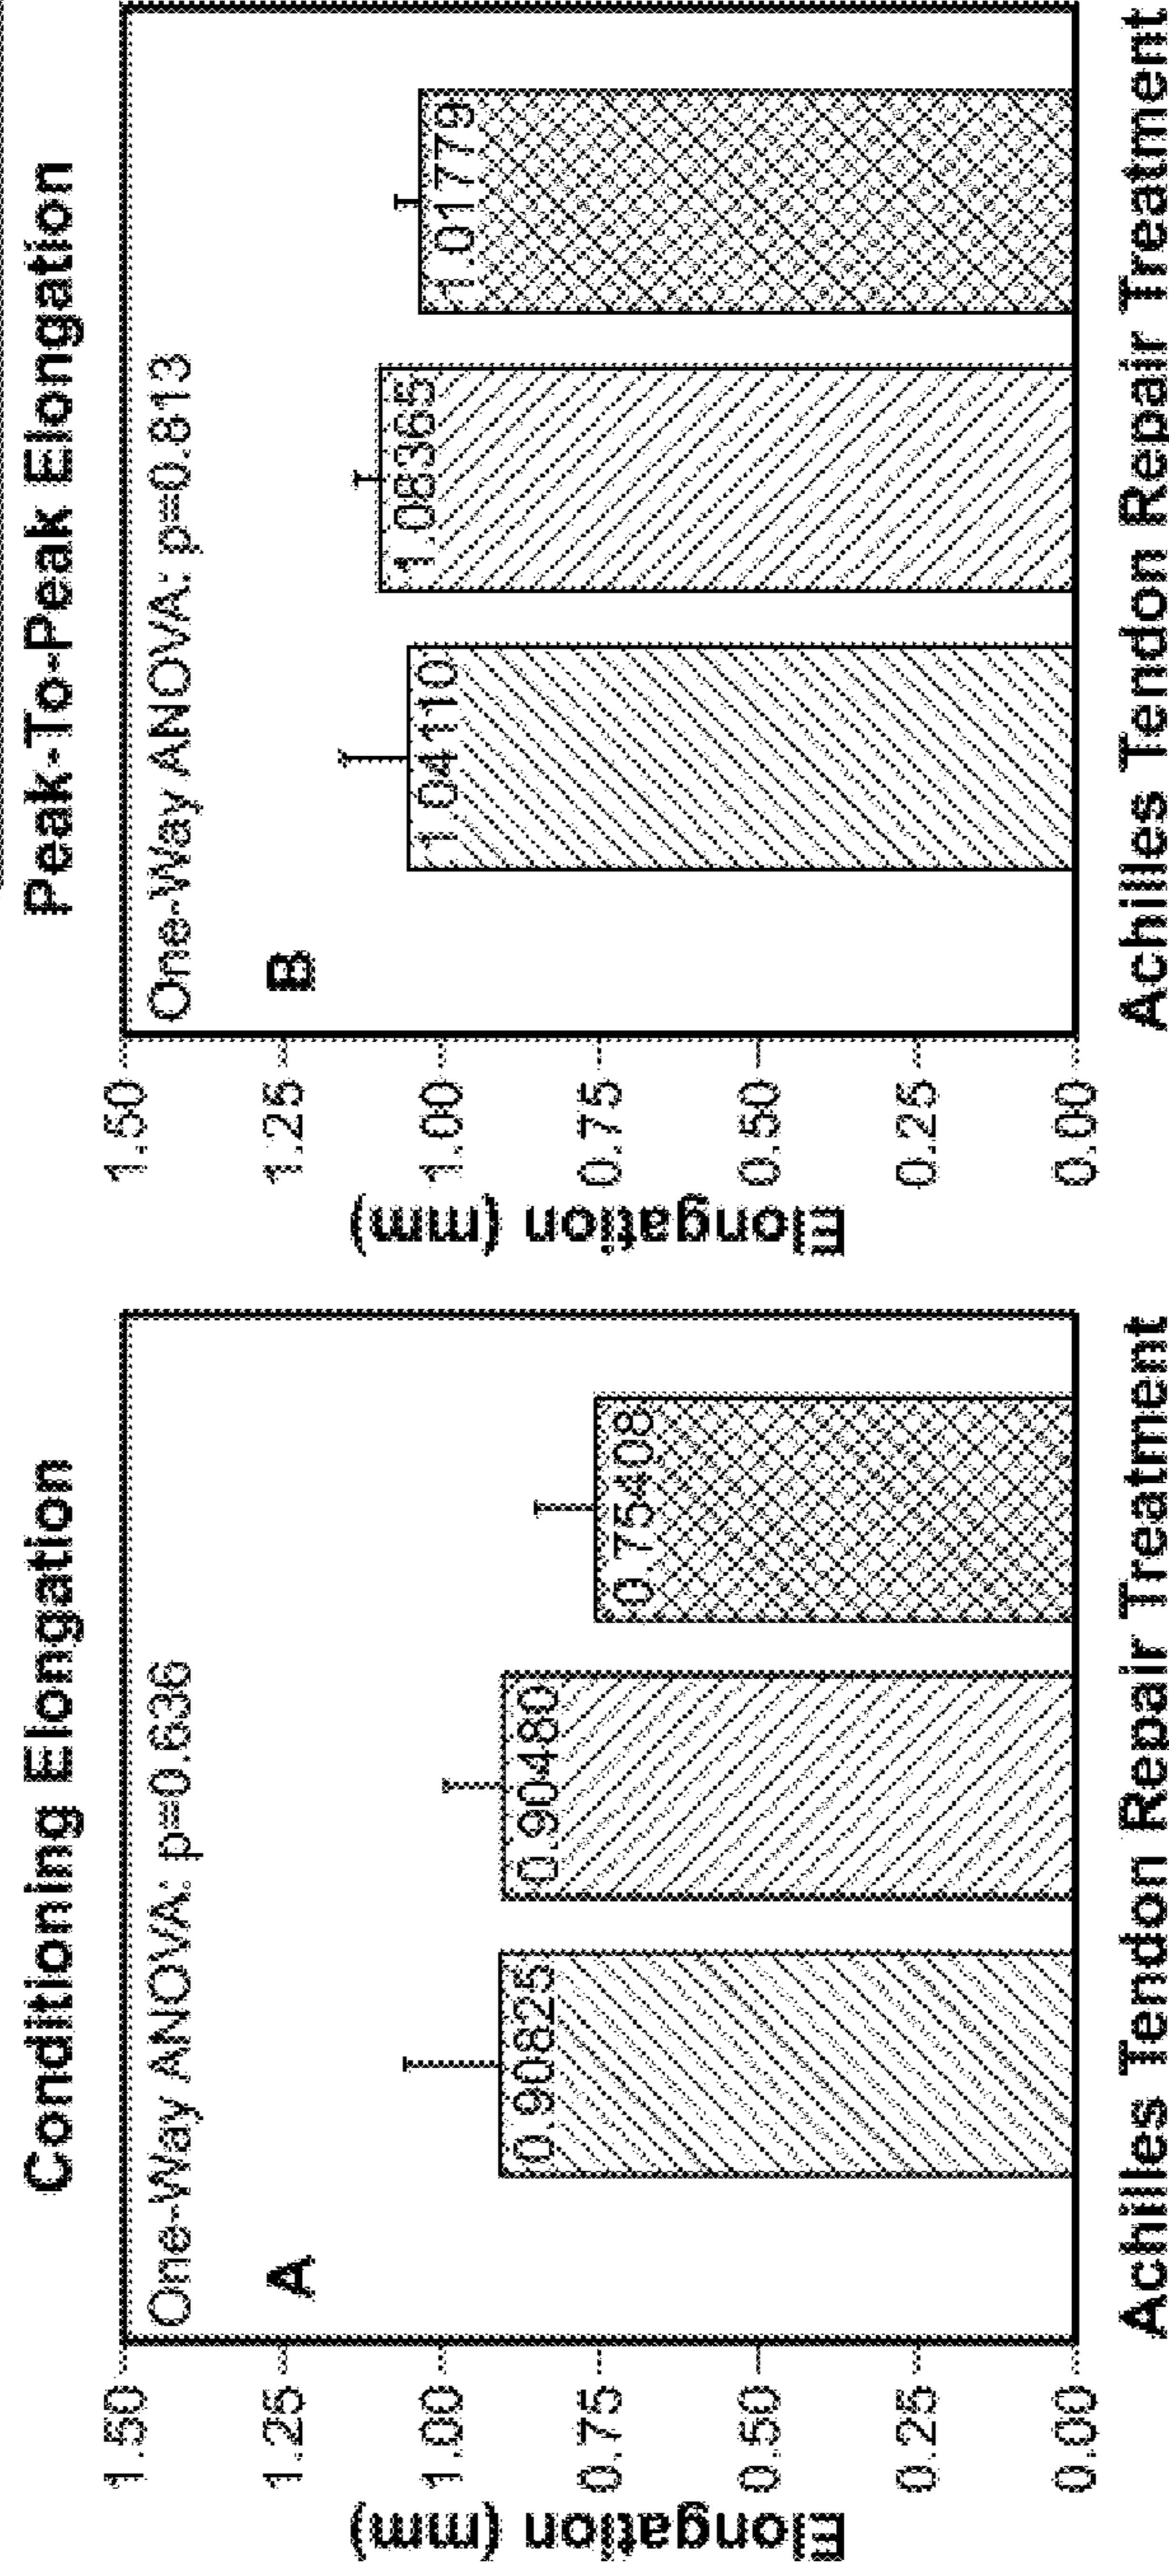 Conditioning Elongation
One-Way ANOVA: p=0.636
A
1.50
1.25
1.00
0.75
0.50
0.25
0.00
Elongation (mm)
0.90825
0.90480
0.75408
Achilles Tendon Repair Treatment
Peak-To-Peak Elongation
One-Way ANOVA: p=0.813
B
1.50
1.25
1.00
0.75
0.50
0.25
0.00
Elongation (mm)
1.04110
1.08365
1.01779
Achilles Tendon Repair Treatment